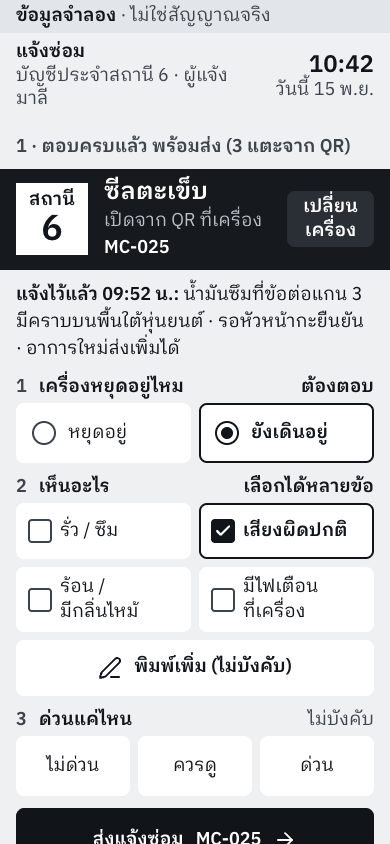 ข้อมูลจำลอง · ไม่ใช่สัญญาณจริง
แจ้งซ่อม
บัญชีประจำสถานี 6 · ผู้แจ้ง
มาลี
10:42
วันนี้ 15 พ.ย.
1 · ตอบครบแล้ว พร้อมส่ง (3 แตะจาก QR)
สถานี
6
ซีลตะเข็บ
เปิดจาก QR ที่เครื่อง
MC-025
เปลี่ยน
เครื่อง
แจ้งไว้แล้ว 09:52 น.: น้ำมันซึมที่ข้อต่อแกน 3
มีคราบบนพื้นใต้หุ่นยนต์ · รอหัวหน้ากะยืนยัน
· อาการใหม่ส่งเพิ่มได้
1 เครื่องหยุดอยู่ไหม ต้องตอบ
หยุดอยู่ ยังเดินอยู่
2 เห็นอะไร เลือกได้หลายข้อ
รั่ว / ซึม เสียงผิดปกติ
ร้อน /
มีกลิ่นไหม้
มีไฟเตือน
ที่เครื่อง
พิมพ์เพิ่ม (ไม่บังคับ)
3 ด่วนแค่ไหน ไม่บังคับ
ไม่ด่วน ควรดู ด่วน
ส่งแจ้งซ่อม MC-025 →